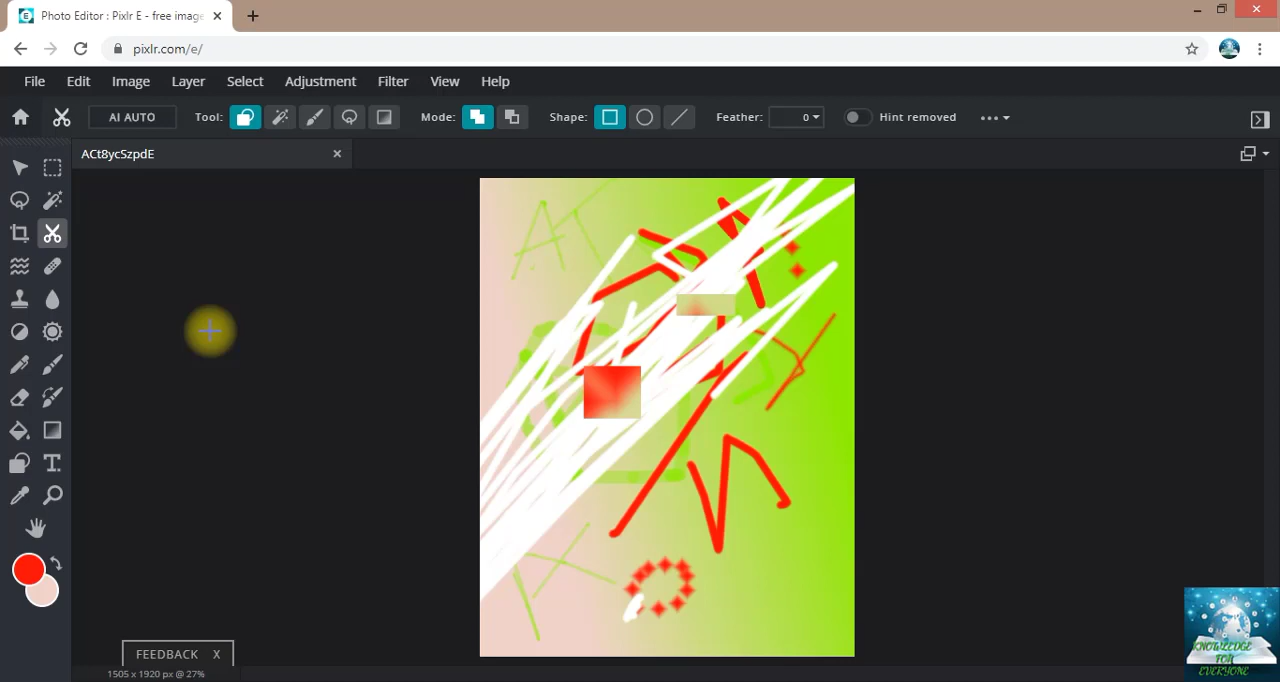 Photo Editor : Pixlr E - free image
pixlr.com/e/
File Edit Image Layer Select Adjustment Filter View Help
AI AUTO Tool: Mode: Shape: Feather: 0 Hint removed
ACt8ycSzpdE
FEEDBACK X
1505 x 1920 px @ 27%
KNOWLEDGE
FOR
EVERYONE